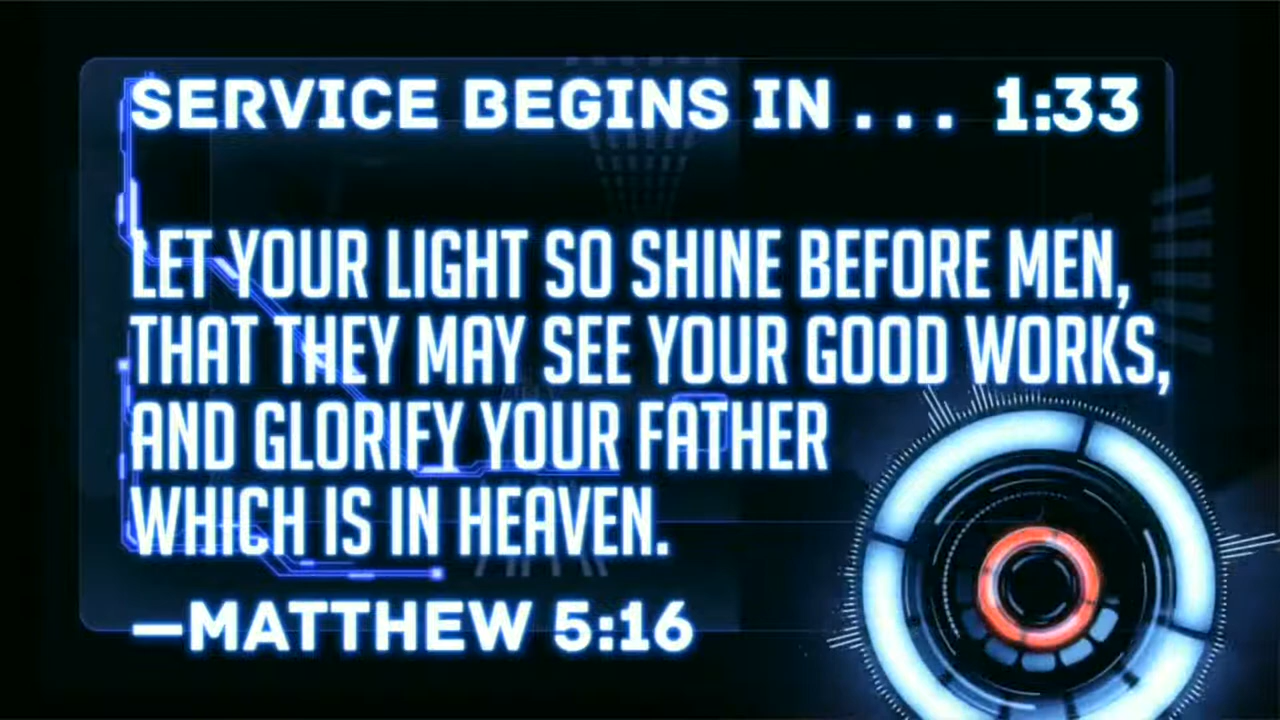 SERVICE BEGINS IN . . . 1:33
LET YOUR LIGHT SO SHINE BEFORE MEN,
THAT THEY MAY SEE YOUR GOOD WORKS,
AND GLORIFY YOUR FATHER
WHICH IS IN HEAVEN.
—MATTHEW 5:16